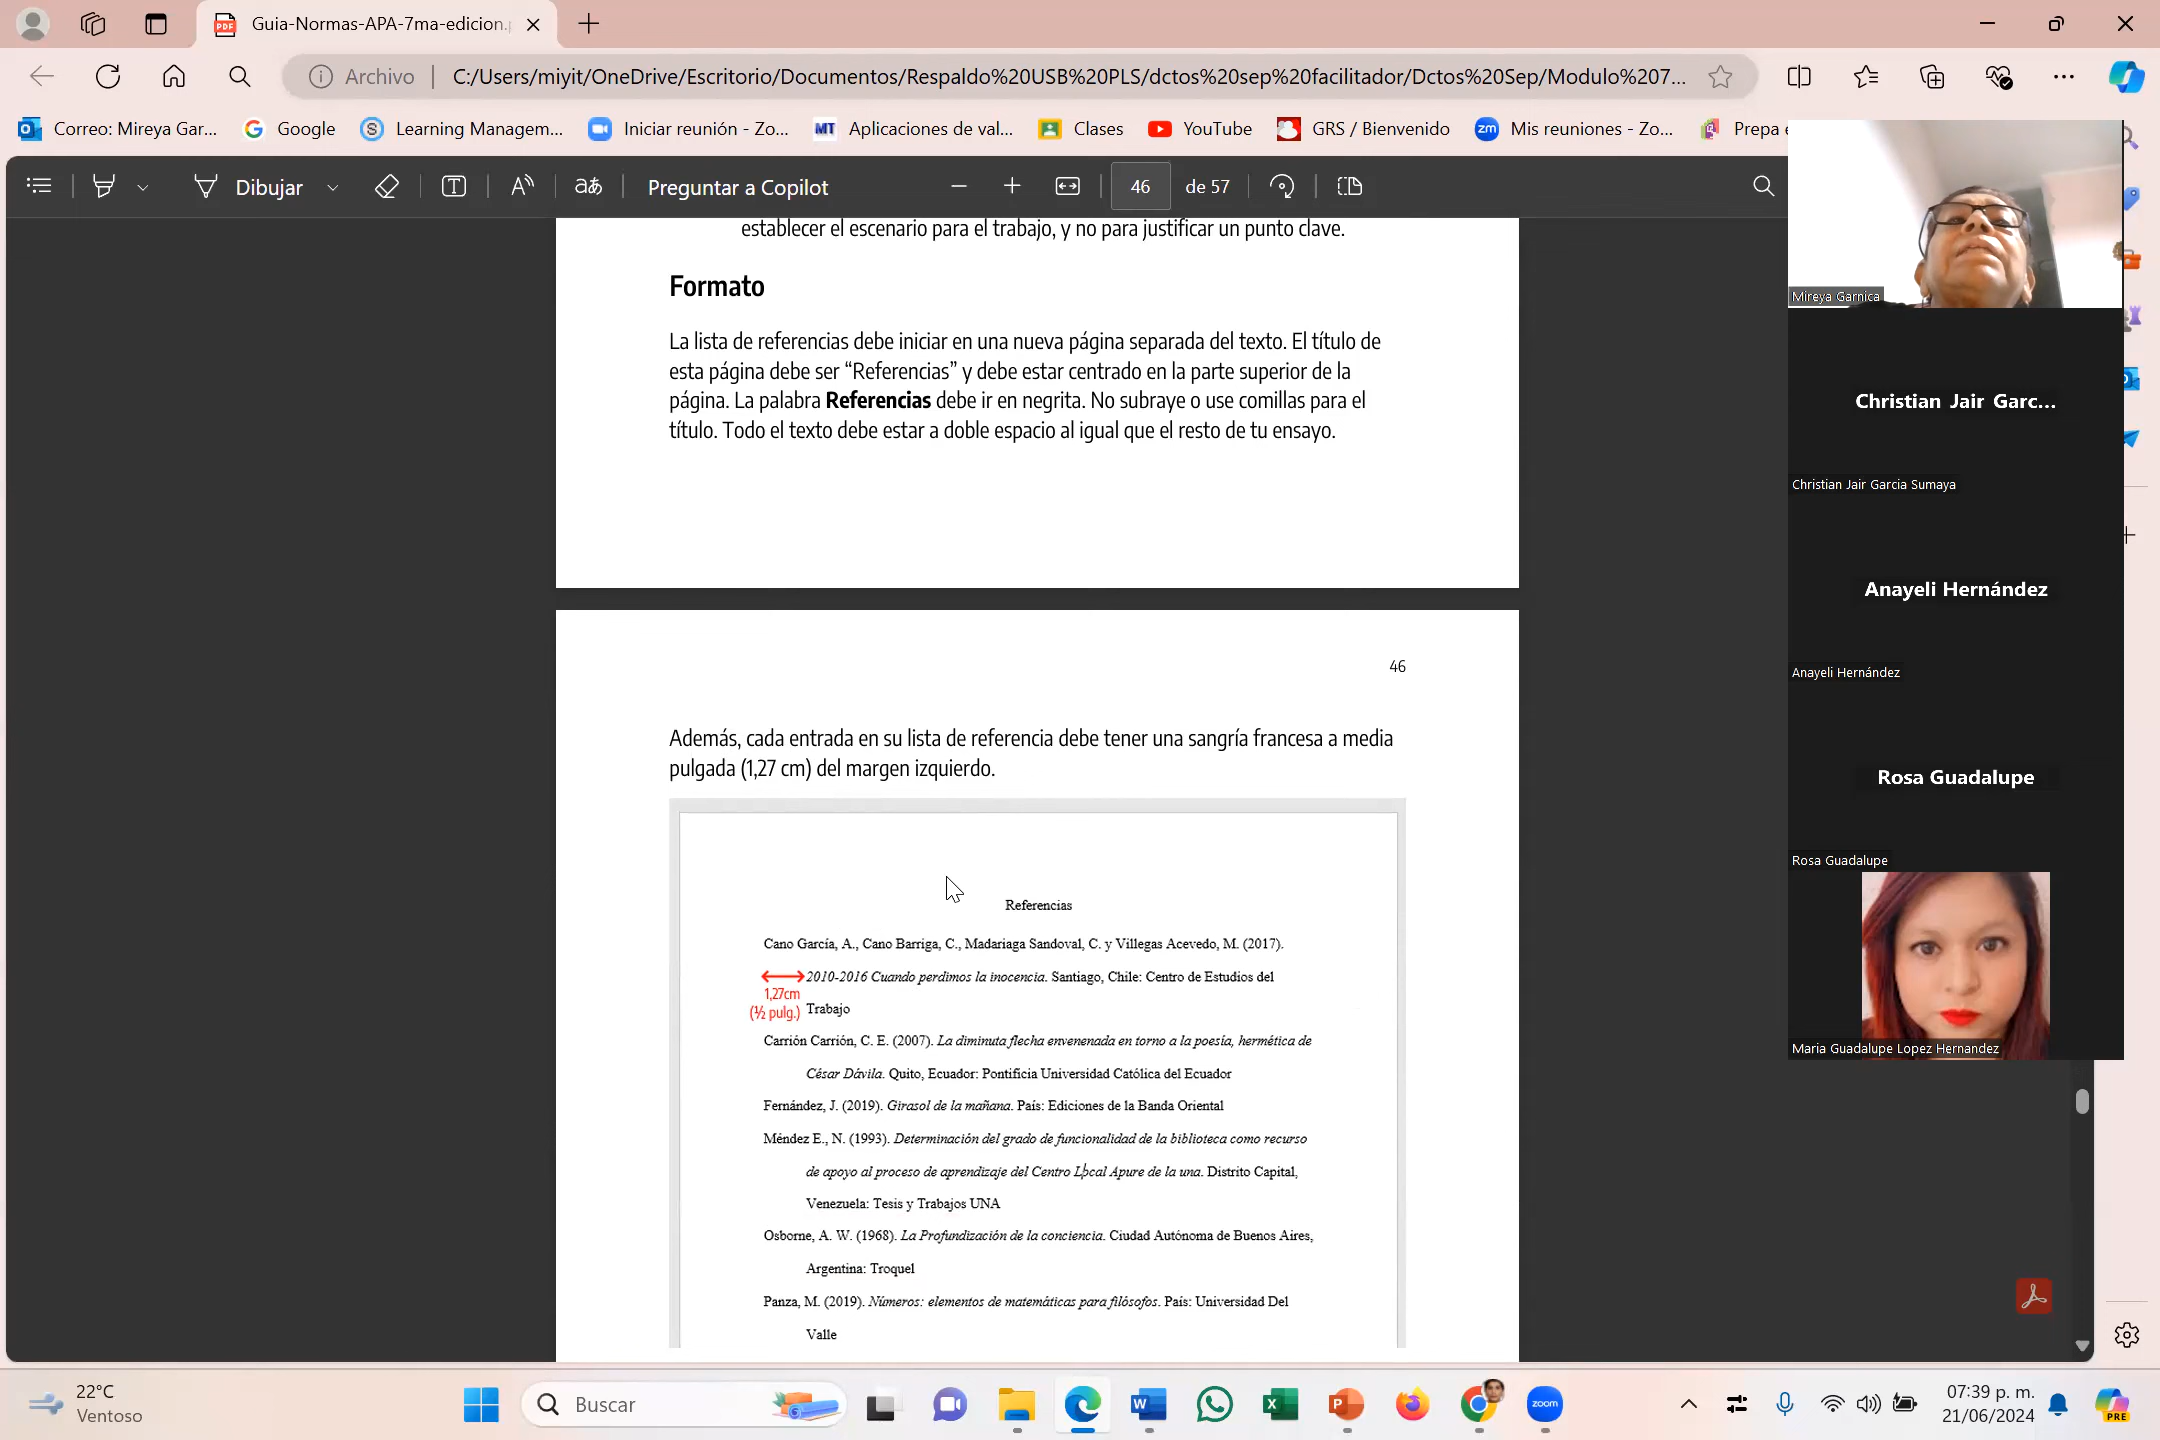 Guia-Normas-APA-7ma-edicion.
Archivo
C:/Users/miyit/OneDrive/Escritorio/Documentos/Respaldo%20USB%20PLS/dctos%20sep%20facilitador/Dctos%20Sep/Modulo%207...
Correo: Mireya Gar...
Google
Learning Managem...
Iniciar reunión - Zo...
MT
Aplicaciones de val...
Clases
YouTube
GRS / Bienvenido
zm
Mis reuniones - Zo...
Prepa
Dibujar
Preguntar a Copilot
46
de 57
establecer el escenario para el trabajo, y no para justificar un punto clave.
Formato
La lista de referencias debe iniciar en una nueva página separada del texto. El título de
esta página debe ser “Referencias” y debe estar centrado en la parte superior de la
página. La palabra Referencias debe ir en negrita. No subraye o use comillas para el
título. Todo el texto debe estar a doble espacio al igual que el resto de tu ensayo.
46
Además, cada entrada en su lista de referencia debe tener una sangría francesa a media
pulgada (1,27 cm) del margen izquierdo.
Referencias
Cano García, A., Cano Barriga, C., Madariaga Sandoval, C. y Villegas Acevedo, M. (2017).
2010-2016 Cuando perdimos la inocencia. Santiago, Chile: Centro de Estudios del
1,27cm
(½ pulg.)
Trabajo
Carrión Carrión, C. E. (2007). La diminuta flecha envenenada en torno a la poesía, hermética de
César Dávila. Quito, Ecuador: Pontificia Universidad Católica del Ecuador
Fernández, J. (2019). Girasol de la mañana. País: Ediciones de la Banda Oriental
Méndez E., N. (1993). Determinación del grado de funcionalidad de la biblioteca como recurso
de apoyo al proceso de aprendizaje del Centro Local Apure de la una. Distrito Capital,
Venezuela: Tesis y Trabajos UNA
Osborne, A. W. (1968). La Profundización de la conciencia. Ciudad Autónoma de Buenos Aires,
Argentina: Troquel
Panza, M. (2019). Números: elementos de matemáticas para filósofos. País: Universidad Del
Valle
Mireya Garnica
Christian Jair Garc...
Christian Jair Garcia Sumaya
Anayeli Hernández
Anayeli Hernández
Rosa Guadalupe
Rosa Guadalupe
Maria Guadalupe Lopez Hernandez
22°C
Ventoso
Buscar
zoom
07:39 p. m.
21/06/2024
PRE